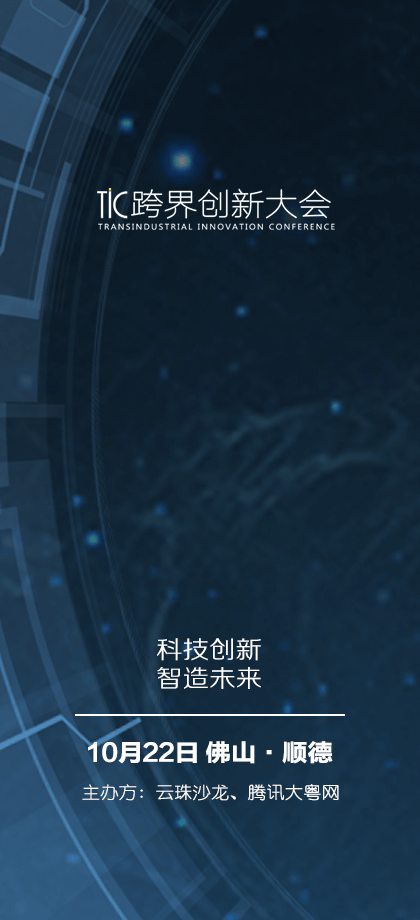 TIC跨界创新大会
TRANSINDUSTRIAL INNOVATION CONFERENCE
科技创新
智造未来
10月22日 佛山·顺德
主办方：云珠沙龙、腾讯大粤网